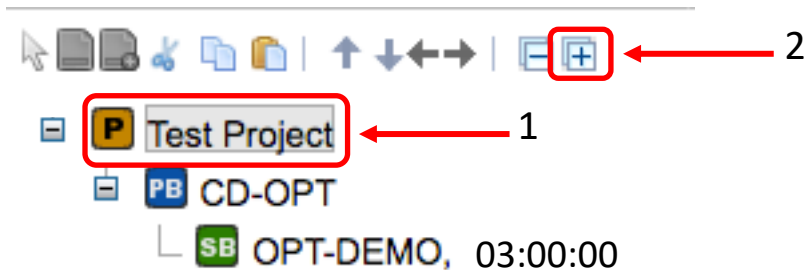 2
P Test Project 1
PB CD-OPT
SB OPT-DEMO, 03:00:00